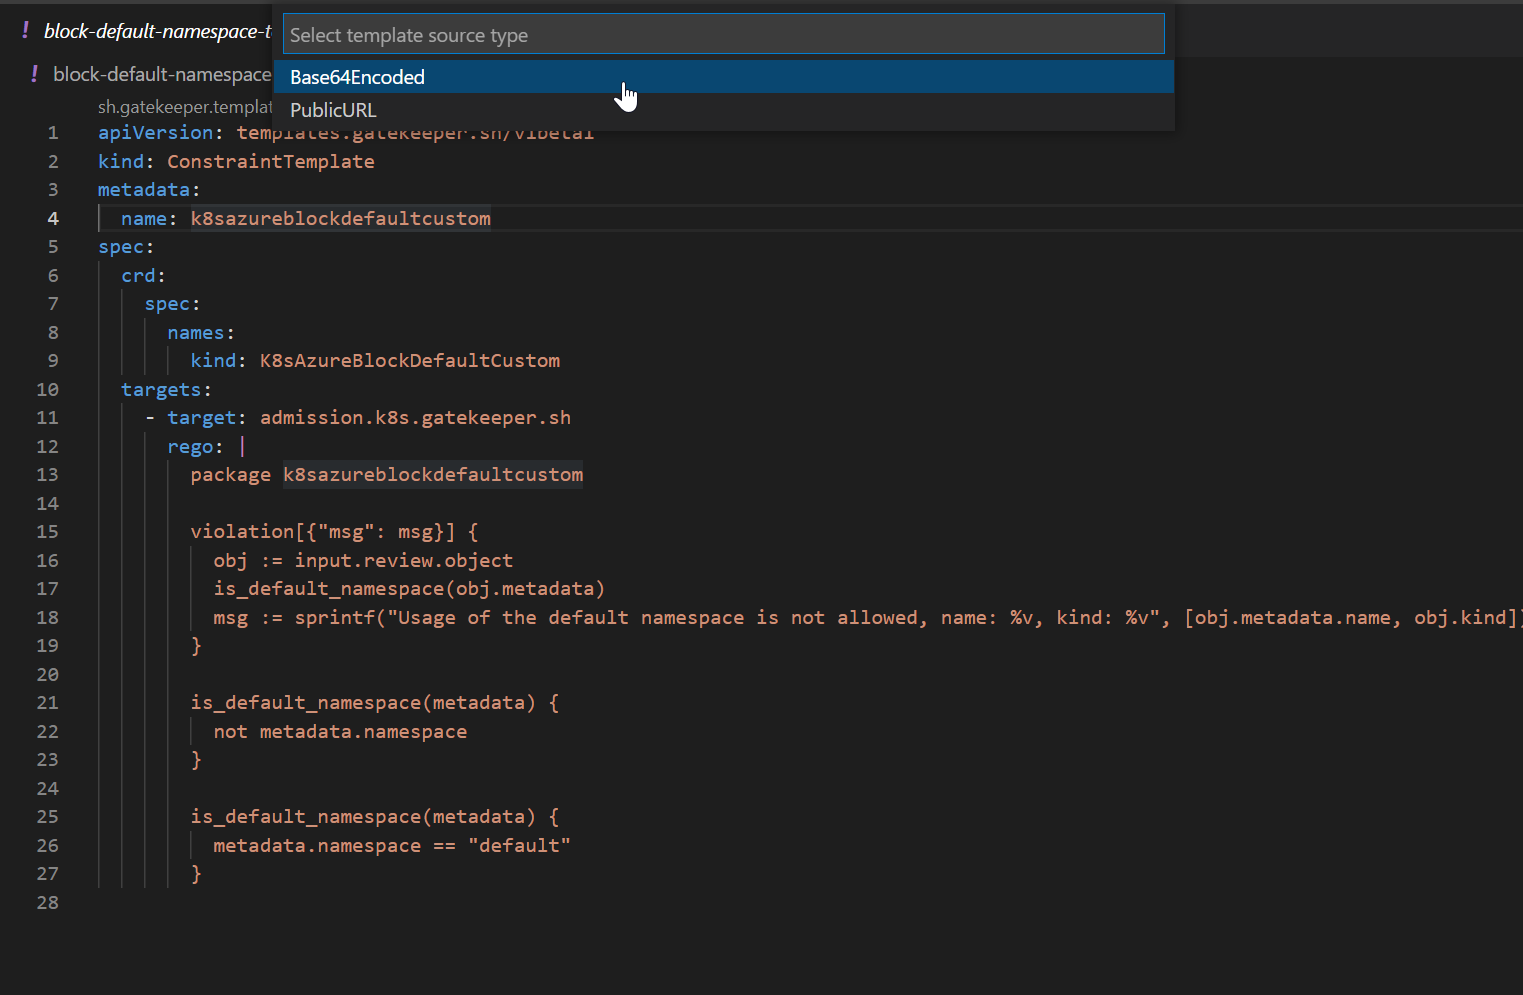 ! block-default-namespace-t
Select template source type
! block-default-namespace
Base64Encoded
PublicURL
sh.gatekeeper.templat
1 apiVersion: templates.gatekeeper.sh/v1beta1
2 kind: ConstraintTemplate
3 metadata:
4   name: k8sazureblockdefaultcustom
5 spec:
6   crd:
7     spec:
8       names:
9         kind: K8sAzureBlockDefaultCustom
10   targets:
11     - target: admission.k8s.gatekeeper.sh
12       rego: |
13         package k8sazureblockdefaultcustom
14
15         violation[{"msg": msg}] {
16           obj := input.review.object
17           is_default_namespace(obj.metadata)
18           msg := sprintf("Usage of the default namespace is not allowed, name: %v, kind: %v", [obj.metadata.name, obj.kind])
19         }
20
21         is_default_namespace(metadata) {
22           not metadata.namespace
23         }
24
25         is_default_namespace(metadata) {
26           metadata.namespace == "default"
27         }
28